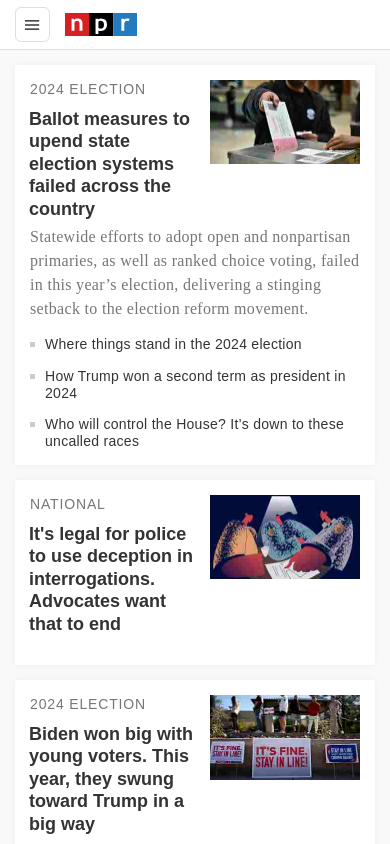 npr
2024 ELECTION
Ballot measures to
upend state
election systems
failed across the
country
Statewide efforts to adopt open and nonpartisan
primaries, as well as ranked choice voting, failed
in this year’s election, delivering a stinging
setback to the election reform movement.
Where things stand in the 2024 election
How Trump won a second term as president in
2024
Who will control the House? It’s down to these
uncalled races
NATIONAL
It's legal for police
to use deception in
interrogations.
Advocates want
that to end
2024 ELECTION
Biden won big with
young voters. This
year, they swung
toward Trump in a
big way
IT'S FINE.
STAY IN LINE!
IT'S FINE.
STAY IN LINE!
STAY IN LINE